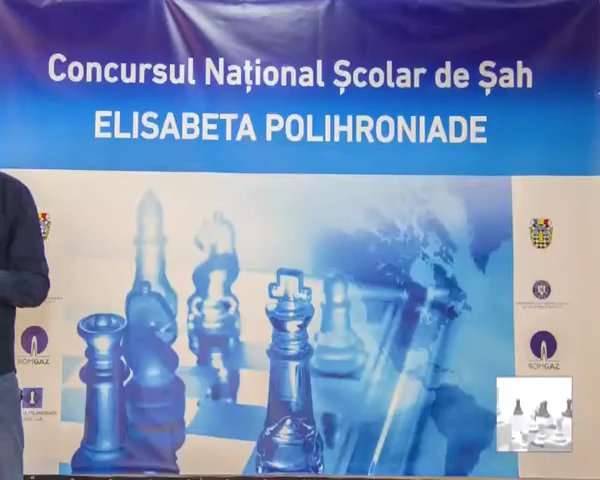 Concursul Național Școlar de Șah
ELISABETA POLIHRONIADE
ROMGAZ
ROMGAZ